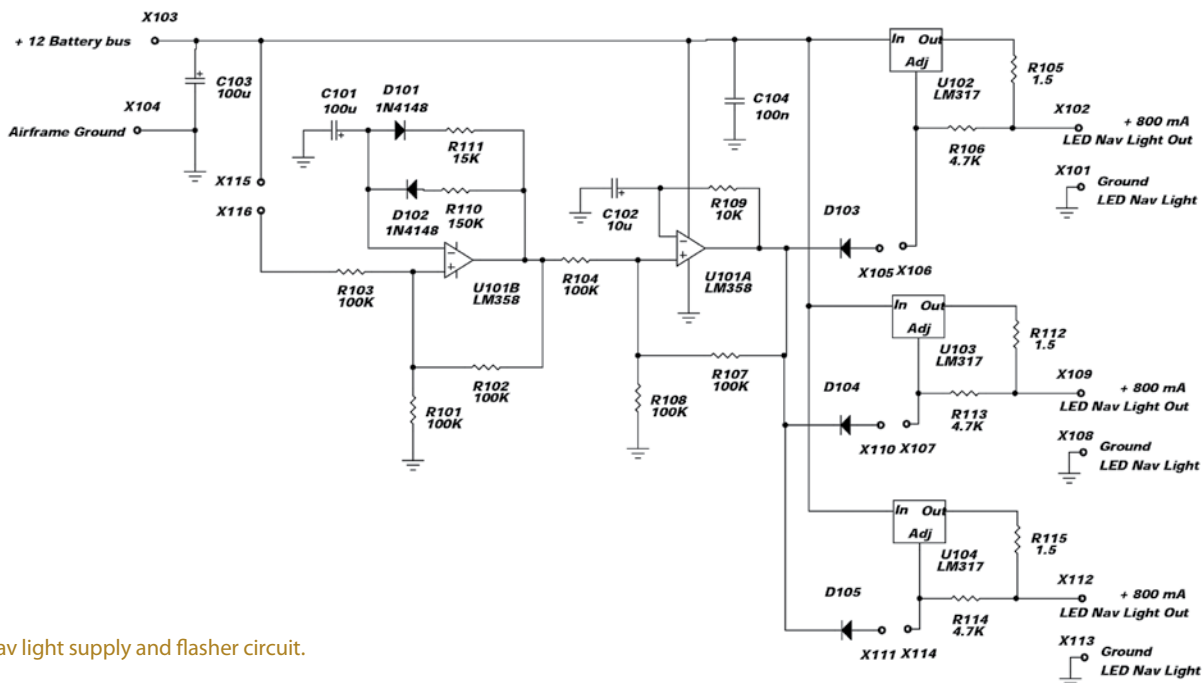 X103
+ 12 Battery bus
C103
100u
X104
Airframe Ground
X115
X116
C101
100u
D101
1N4148
R111
15K
D102
1N4148
R110
150K
R103
100K
U101B
LM358
R102
100K
R101
100K
R104
100K
C102
10u
R109
10K
U101A
LM358
R107
100K
R108
100K
C104
100n
In Out
Adj
U102
LM317
R105
1.5
X102
+ 800 mA
LED Nav Light Out
R106
4.7K
X101
Ground
LED Nav Light
D103
X105 X106
In Out
Adj
U103
LM317
R112
1.5
X109
+ 800 mA
LED Nav Light Out
R113
4.7K
X108
Ground
LED Nav Light
D104
X110 X107
In Out
Adj
U104
LM317
R115
1.5
X112
+ 800 mA
LED Nav Light Out
R114
4.7K
X113
Ground
LED Nav Light
D105
X111 X114
av light supply and flasher circuit.